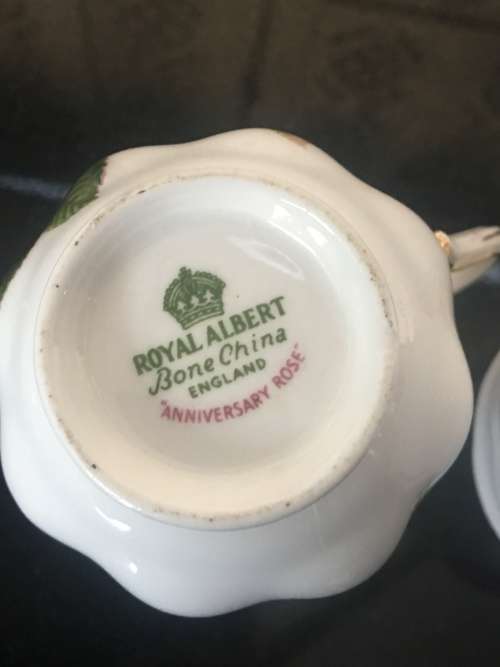 ROYAL ALBERT
Bone China
ENGLAND
"ANNIVERSARY ROSE"